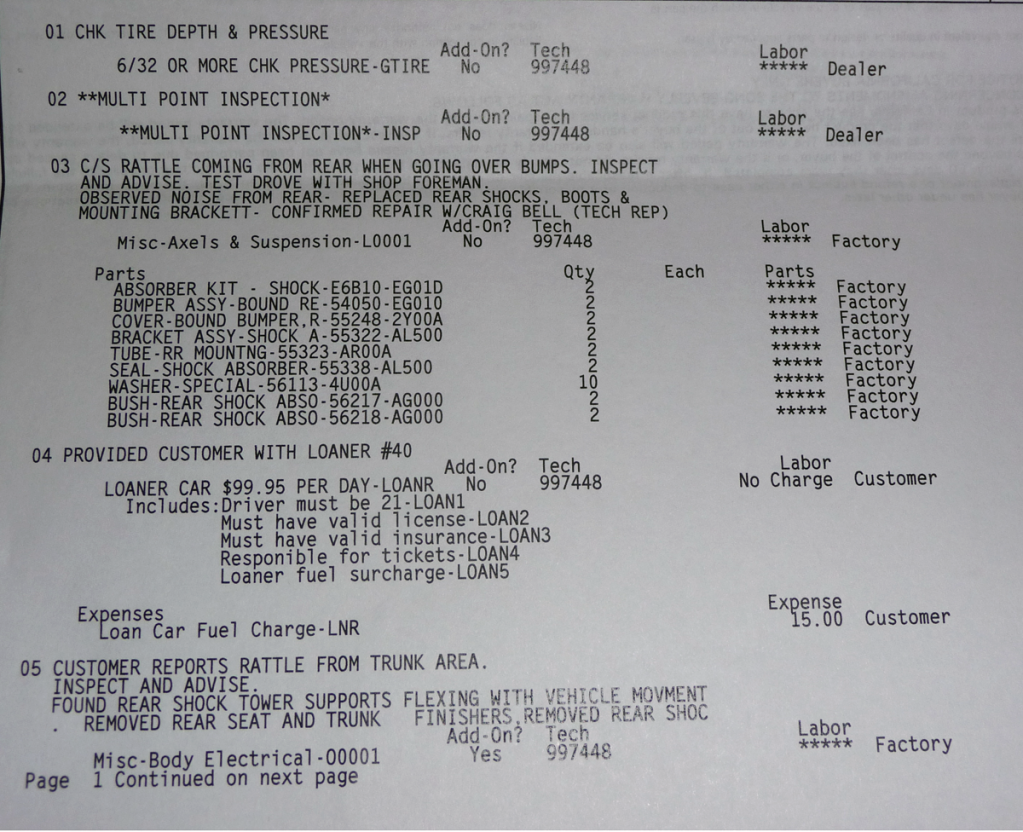 01 CHK TIRE DEPTH & PRESSURE
Add-On? Tech Labor
6/32 OR MORE CHK PRESSURE-GTIRE No 997448 ***** Dealer
02 **MULTI POINT INSPECTION*
Add-On? Tech Labor
**MULTI POINT INSPECTION*-INSP No 997448 ***** Dealer
03 C/S RATTLE COMING FROM REAR WHEN GOING OVER BUMPS. INSPECT
AND ADVISE. TEST DROVE WITH SHOP FOREMAN.
OBSERVED NOISE FROM REAR- REPLACED REAR SHOCKS, BOOTS &
MOUNTING BRACKETT- CONFIRMED REPAIR W/CRAIG BELL (TECH REP)
Add-On? Tech Labor
Misc-Axels & Suspension-L0001 No 997448 ***** Factory
Parts Qty Each Parts
ABSORBER KIT - SHOCK-E6B10-EG01D 2 ***** Factory
BUMPER ASSY-BOUND RE-54050-EG010 2 ***** Factory
COVER-BOUND BUMPER,R-55248-2Y00A 2 ***** Factory
BRACKET ASSY-SHOCK A-55322-AL500 2 ***** Factory
TUBE-RR MOUNTNG-55323-AR00A 2 ***** Factory
SEAL-SHOCK ABSORBER-55338-AL500 2 ***** Factory
WASHER-SPECIAL-56113-4U00A 10 ***** Factory
BUSH-REAR SHOCK ABSO-56217-AG000 2 ***** Factory
BUSH-REAR SHOCK ABSO-56218-AG000 2 ***** Factory
04 PROVIDED CUSTOMER WITH LOANER #40
Add-On? Tech Labor
LOANER CAR $99.95 PER DAY-LOANR No 997448 No Charge Customer
Includes:Driver must be 21-LOAN1
Must have valid license-LOAN2
Must have valid insurance-LOAN3
Responible for tickets-LOAN4
Loaner fuel surcharge-LOAN5
Expenses Expense
Loan Car Fuel Charge-LNR 15.00 Customer
05 CUSTOMER REPORTS RATTLE FROM TRUNK AREA.
INSPECT AND ADVISE.
FOUND REAR SHOCK TOWER SUPPORTS FLEXING WITH VEHICLE MOVMENT
. REMOVED REAR SEAT AND TRUNK FINISHERS,REMOVED REAR SHOC
Add-On? Tech Labor
Misc-Body Electrical-O0001 Yes 997448 ***** Factory
Page 1 Continued on next page